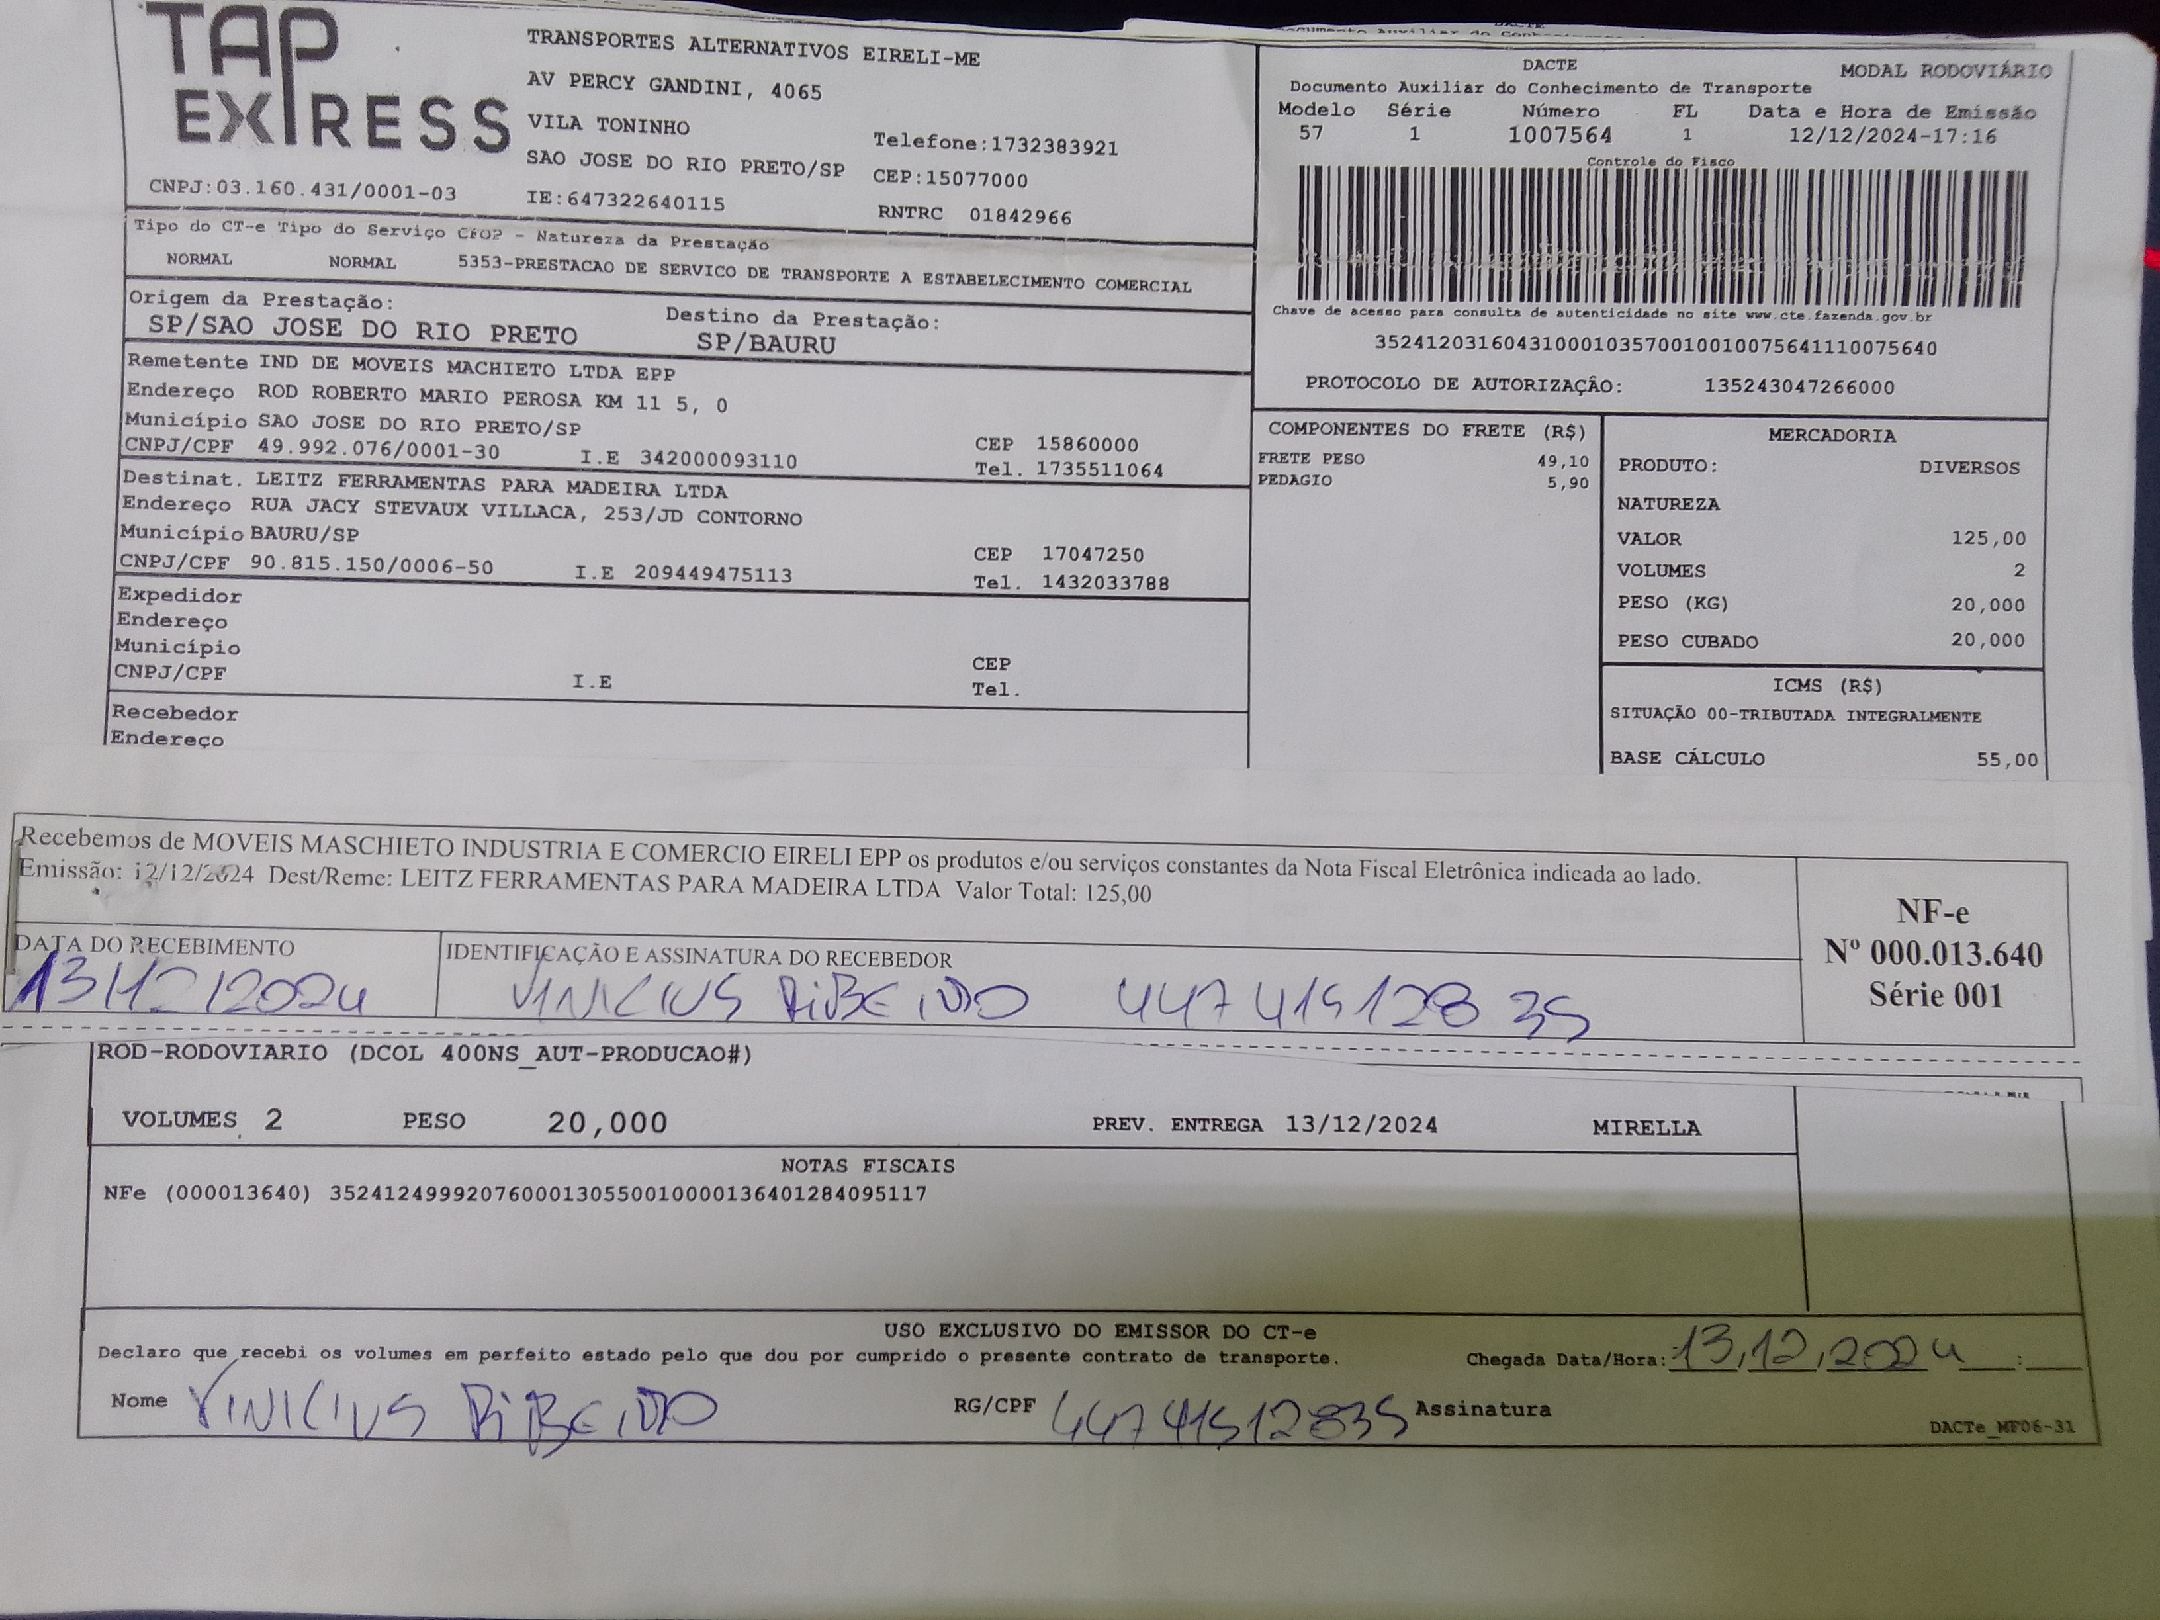 TAP EXPRESS
TRANSPORTES ALTERNATIVOS EIRELI-ME
AV PERCY GANDINI, 4065
VILA TONINHO
Telefone:1732383921
SAO JOSE DO RIO PRETO/SP CEP:15077000
CNPJ:03.160.431/0001-03 IE:647322640115 RNTRC 01842966
DACTE MODAL RODOVIÁRIO
Documento Auxiliar do Conhecimento de Transporte
Modelo Série Número FL Data e Hora de Emissão
57 1 1007564 1 12/12/2024-17:16
Controle do Fisco
Chave de acesso para consulta de autenticidade no site www.cte.fazenda.gov.br
35241203160431000103570010010075641110075640
PROTOCOLO DE AUTORIZAÇÂO: 135243047266000
Tipo do CT-e Tipo do Serviço CFOP - Natureza da Prestação
NORMAL NORMAL 5353-PRESTACAO DE SERVICO DE TRANSPORTE A ESTABELECIMENTO COMERCIAL
Origem da Prestação: Destino da Prestação:
SP/SAO JOSE DO RIO PRETO SP/BAURU
Remetente IND DE MOVEIS MACHIETO LTDA EPP
Endereço ROD ROBERTO MARIO PEROSA KM 11 5, 0
Município SAO JOSE DO RIO PRETO/SP CEP 15860000
CNPJ/CPF 49.992.076/0001-30 I.E 342000093110 Tel. 1735511064
Destinat. LEITZ FERRAMENTAS PARA MADEIRA LTDA
Endereço RUA JACY STEVAUX VILLACA, 253/JD CONTORNO
Município BAURU/SP CEP 17047250
CNPJ/CPF 90.815.150/0006-50 I.E 209449475113 Tel. 1432033788
Expedidor
Endereço
Município CEP
CNPJ/CPF I.E Tel.
Recebedor
Endereço
COMPONENTES DO FRETE (R$)
FRETE PESO 49,10
PEDAGIO 5,90
MERCADORIA
PRODUTO: DIVERSOS
NATUREZA
VALOR 125,00
VOLUMES 2
PESO (KG) 20,000
PESO CUBADO 20,000
ICMS (R$)
SITUAÇÃO 00-TRIBUTADA INTEGRALMENTE
BASE CÁLCULO 55,00
Recebemos de MOVEIS MASCHIETO INDUSTRIA E COMERCIO EIRELI EPP os produtos e/ou serviços constantes da Nota Fiscal Eletrônica indicada ao lado.
Emissão: 12/12/2024 Dest/Reme: LEITZ FERRAMENTAS PARA MADEIRA LTDA Valor Total: 125,00
NF-e
Nº 000.013.640
Série 001
DATA DO RECEBIMENTO IDENTIFICAÇÃO E ASSINATURA DO RECEBEDOR
13/12/2024 VINICIUS RIBEIRO 447 415 128 35
ROD-RODOVIARIO (DCOL 400NS_AUT-PRODUCAO#)
VOLUMES 2 PESO 20,000 PREV. ENTREGA 13/12/2024 MIRELLA
NOTAS FISCAIS
NFe (000013640) 35241249992076000130550010000136401284095117
USO EXCLUSIVO DO EMISSOR DO CT-e
Declaro que recebi os volumes em perfeito estado pelo que dou por cumprido o presente contrato de transporte. Chegada Data/Hora: 13,12,2024 __:__
Nome VINICIUS RIBEIRO RG/CPF 44741512835 Assinatura
DACTe_MF06-31